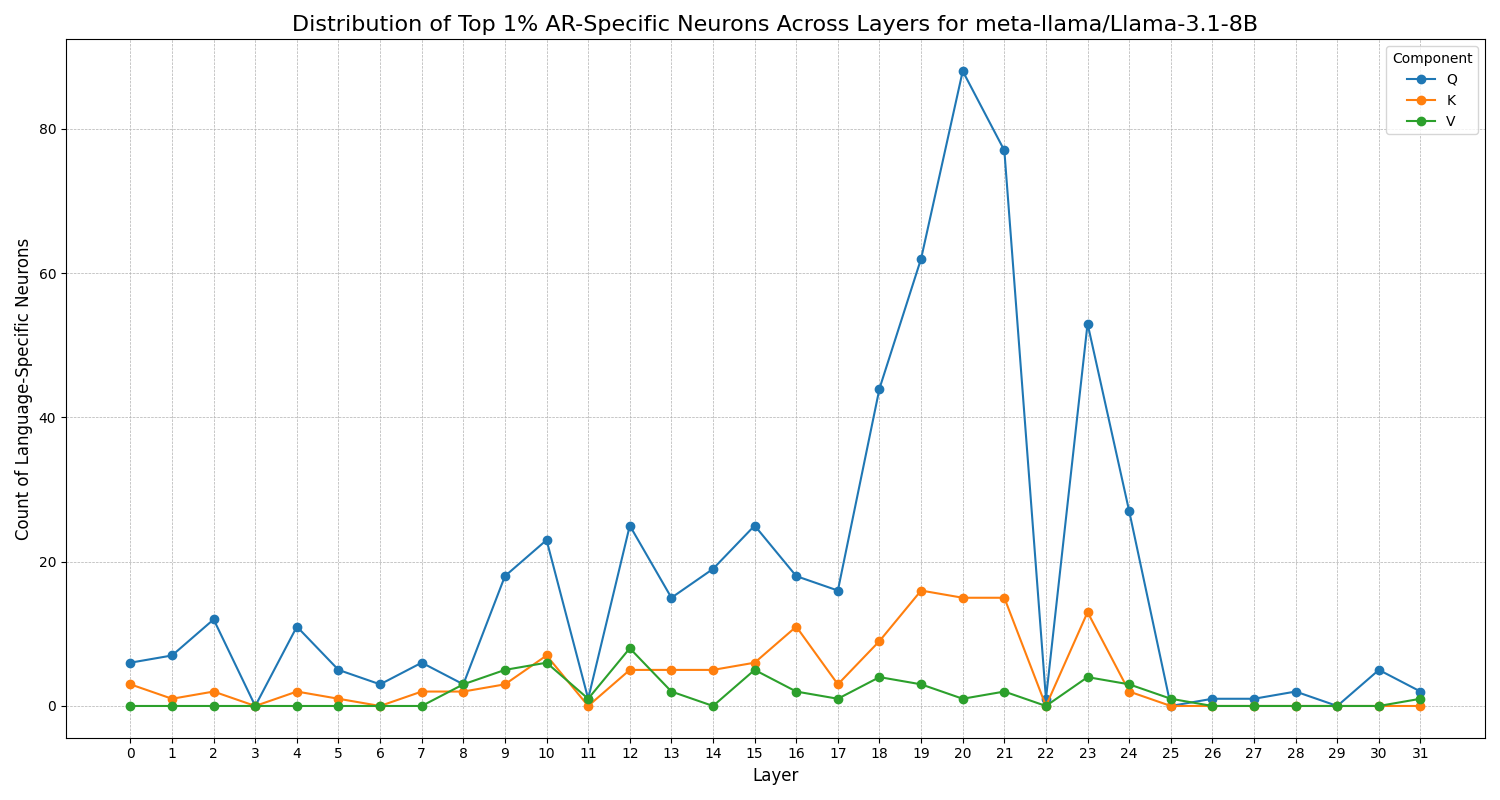 Distribution of Top 1% AR-Specific Neurons Across Layers for meta-llama/Llama-3.1-8B
Component
Q
K
V
Count of Language-Specific Neurons
80
60
40
20
0
0 1 2 3 4 5 6 7 8 9 10 11 12 13 14 15 16 17 18 19 20 21 22 23 24 25 26 27 28 29 30 31
Layer